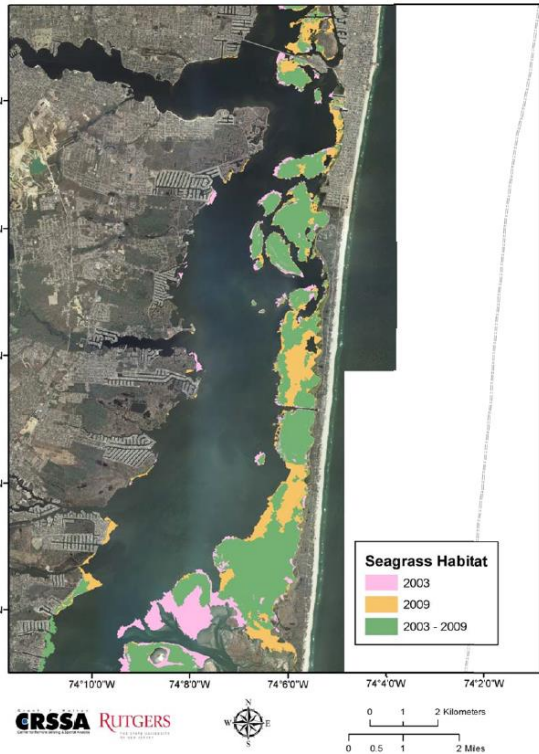 Seagrass Habitat
2003
2009
2003 - 2009
74°10'0"W 74°8'0"W 74°6'0"W 74°4'0"W 74°2'0"W
CRSSA
RUTGERS
N
W E
S
0 1 2 Kilometers
0 0.5 1 2 Miles